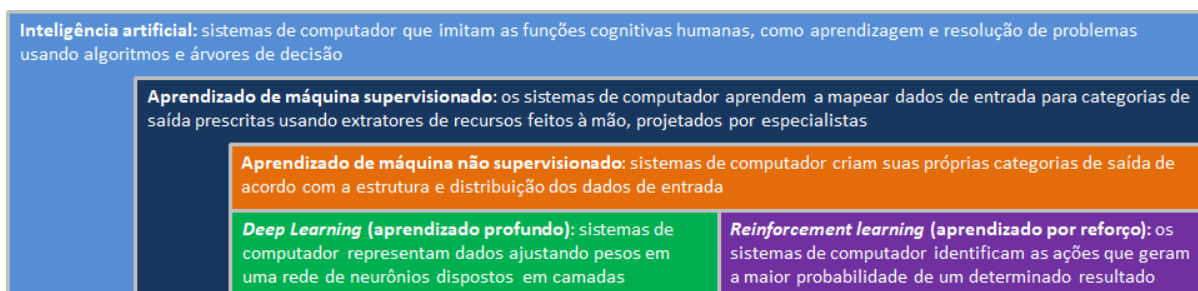 Inteligência artificial: sistemas de computador que imitam as funções cognitivas humanas, como aprendizagem e resolução de problemas
usando algoritmos e árvores de decisão
Aprendizado de máquina supervisionado: os sistemas de computador aprendem a mapear dados de entrada para categorias de
saída prescritas usando extratores de recursos feitos à mão, projetados por especialistas
Aprendizado de máquina não supervisionado: sistemas de computador criam suas próprias categorias de saída de
acordo com a estrutura e distribuição dos dados de entrada
Deep Learning (aprendizado profundo): sistemas de
computador representam dados ajustando pesos em
uma rede de neurônios dispostos em camadas
Reinforcement learning (aprendizado por reforço): os
sistemas de computador identificam as ações que geram
a maior probabilidade de um determinado resultado